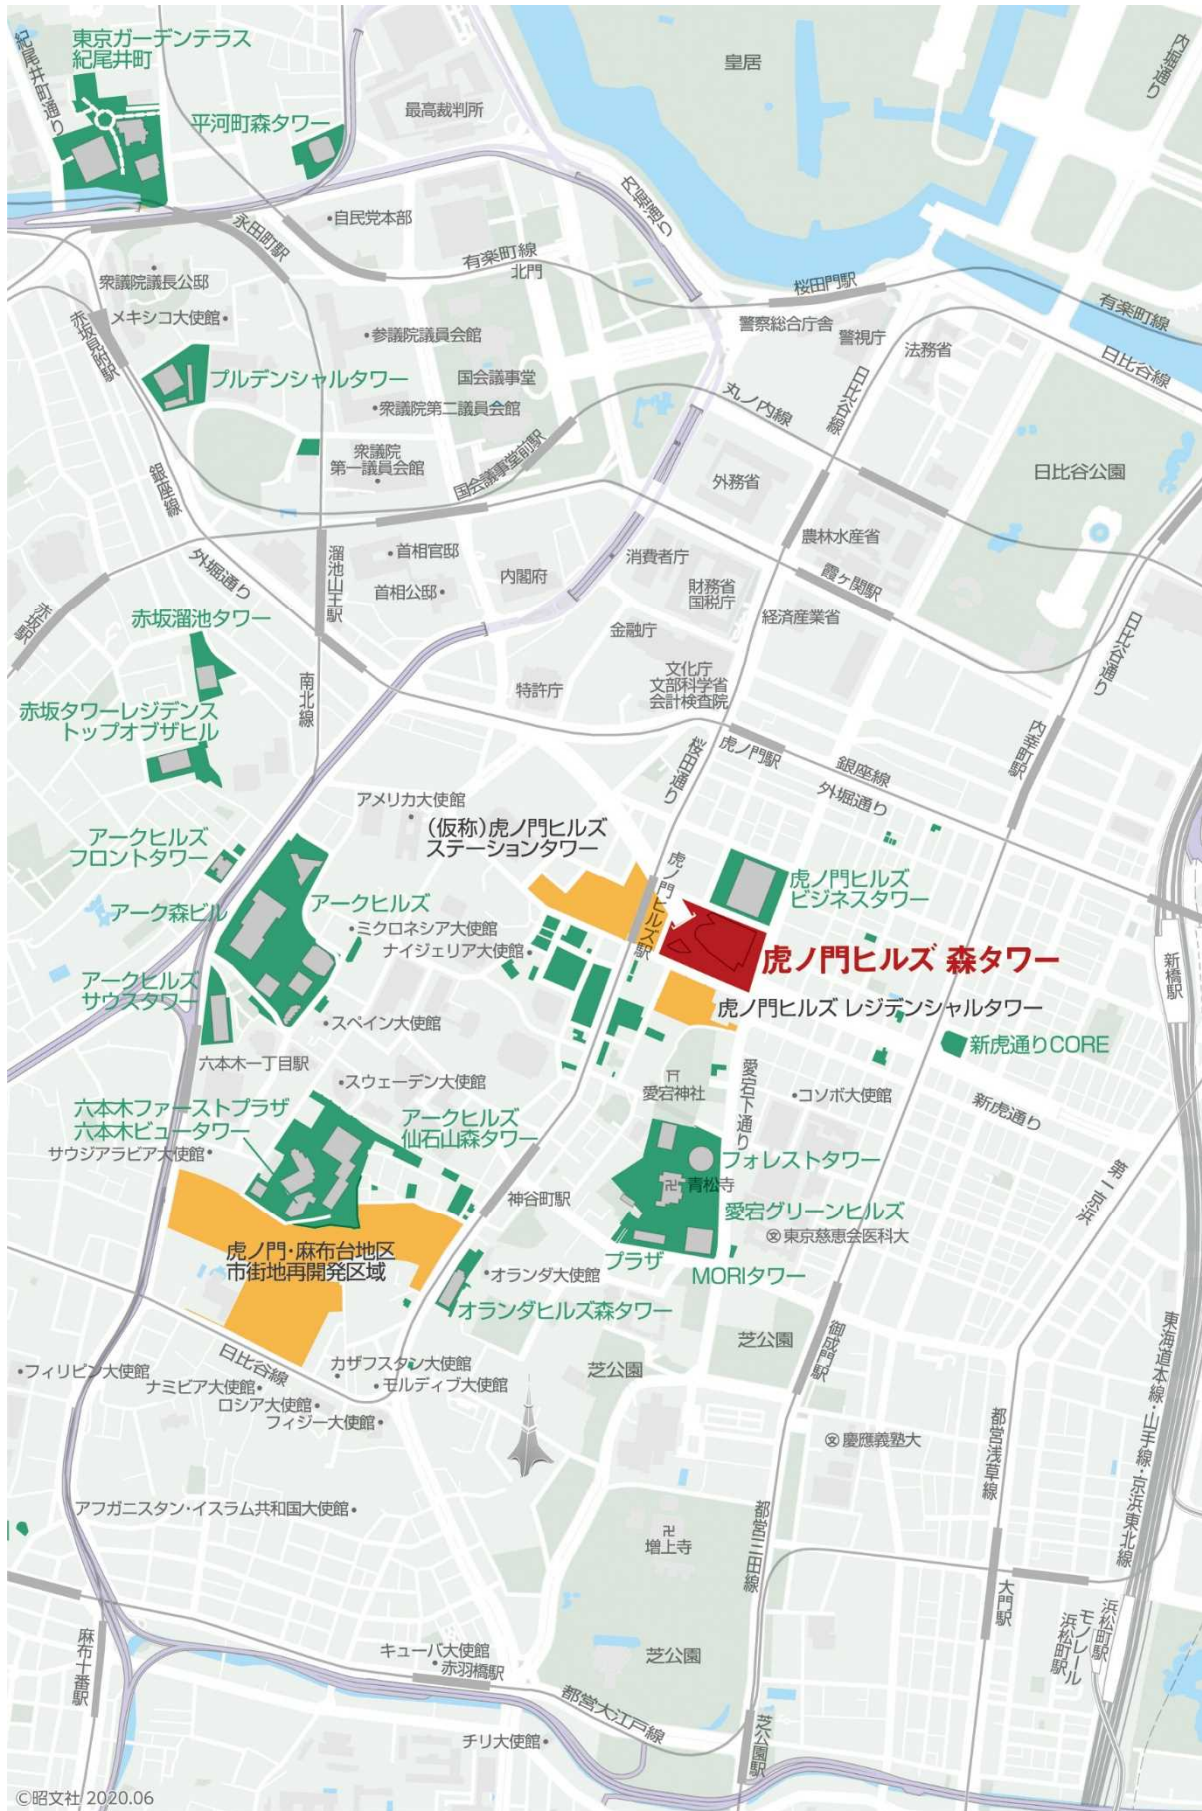 東京ガーデンテラス
紀尾井町
紀尾井町通り
平河町森タワー
最高裁判所
皇居
内堀通り
内堀通り
・自民党本部
永田町駅
有楽町線
北門
桜田門駅
有楽町線
衆議院議長公邸
メキシコ大使館・
赤坂見附駅
・参議院議員会館
警察総合庁舎
警視庁
法務省
日比谷線
日比谷線
プルデンシャルタワー
国会議事堂
丸ノ内線
・衆議院第二議員会館
衆議院
第一議員会館
国会議事堂前駅
銀座線
外務省
日比谷公園
外堀通り
溜池山王駅
・首相官邸
首相公邸・
内閣府
消費者庁
農林水産省
財務省
国税庁
霞ヶ関駅
経済産業省
赤坂駅
赤坂溜池タワー
金融庁
日比谷通り
文化庁
文部科学省
会計検査院
特許庁
南北線
赤坂タワーレジデンス
トップオブザヒル
桜田通り
虎ノ門駅
銀座線
外堀通り
内幸町駅
アメリカ大使館
(仮称)虎ノ門ヒルズ
ステーションタワー
アークヒルズ
フロントタワー
虎ノ門ヒルズ駅
虎ノ門ヒルズ
ビジネスタワー
アーク森ビル
アークヒルズ
・ミクロネシア大使館
ナイジェリア大使館・
虎ノ門ヒルズ 森タワー
新橋駅
アークヒルズ
サウスタワー
虎ノ門ヒルズ レジデンシャルタワー
・スペイン大使館
新虎通りCORE
六本木一丁目駅
・スウェーデン大使館
愛宕神社
愛宕下通り
・コソボ大使館
新虎通り
六本木ファーストプラザ
六本木ビュータワー
アークヒルズ
仙石山森タワー
サウジアラビア大使館・
フォレストタワー
第一京浜
卍青松寺
神谷町駅
愛宕グリーンヒルズ
㊛東京慈恵会医科大
虎ノ門・麻布台地区
市街地再開発区域
プラザ
MORIタワー
・オランダ大使館
オランダヒルズ森タワー
芝公園
御成門駅
東海道本線・山手線・京浜東北線
日比谷線
カザフスタン大使館
芝公園
・フィリピン大使館
ナミビア大使館・
・モルディブ大使館
ロシア大使館・
フィジー大使館・
都営浅草線
慶應義塾大
アフガニスタン・イスラム共和国大使館・
卍
増上寺
都営三田線
大門駅
浜松町駅
モノレール
浜松町駅
麻布十番駅
キューバ大使館
・赤羽橋駅
芝公園
都営大江戸線
チリ大使館・
芝公園駅
©昭文社 2020.06